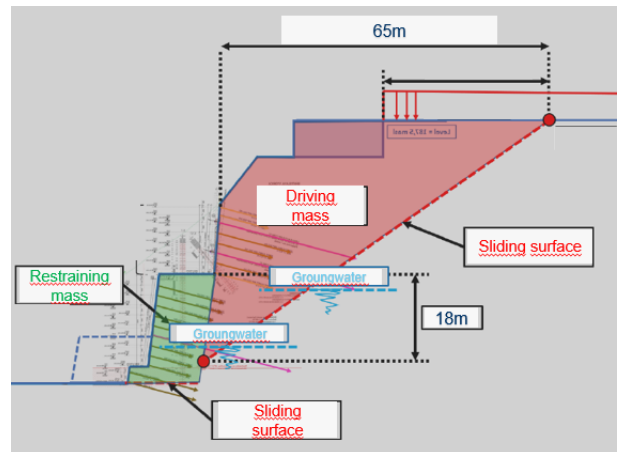 65m
Driving
mass
Sliding surface
Restraining
mass
Groungwater
18m
Groungwater
Sliding
surface